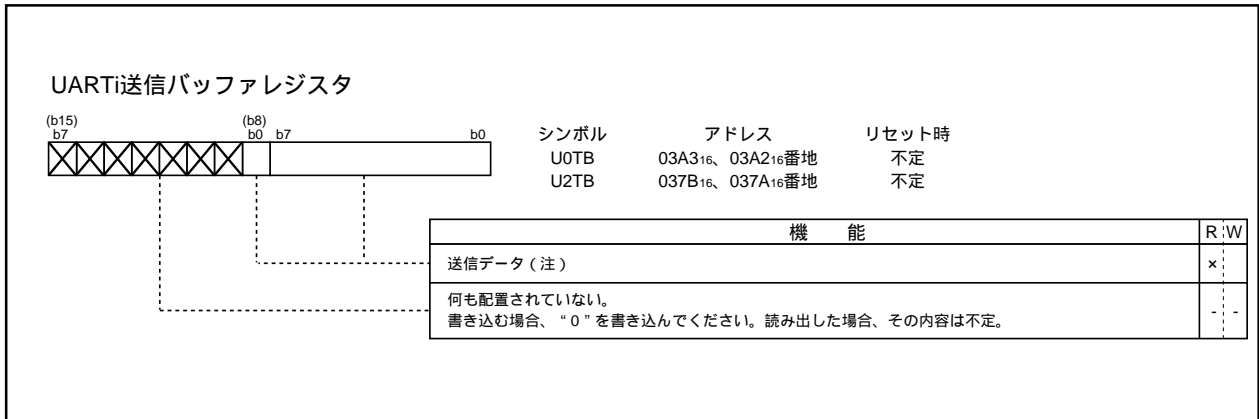 UARTi送信バッファレジスタ
(b15) (b8)
b7 b0 b7 b0
シンボル アドレス リセット時
U0TB 03A3₁₆、03A2₁₆番地 不定
U2TB 037B₁₆、037A₁₆番地 不定
機 能 R W
送信データ(注) ×
何も配置されていない。
書き込む場合、“0”を書き込んでください。読み出した場合、その内容は不定。 - -